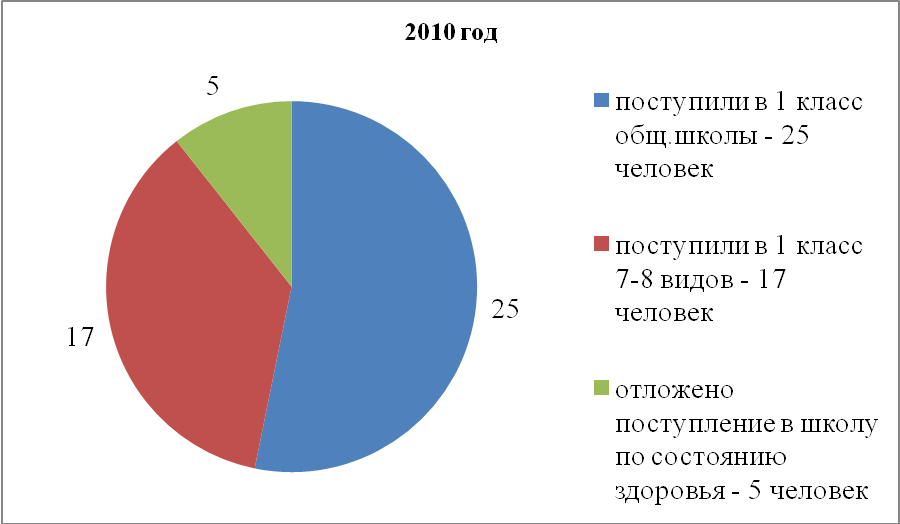 2010 год
5
17
25
поступили в 1 класс
общ.школы - 25
человек
поступили в 1 класс
7-8 видов - 17
человек
отложено
поступление в школу
по состоянию
здоровья - 5 человек